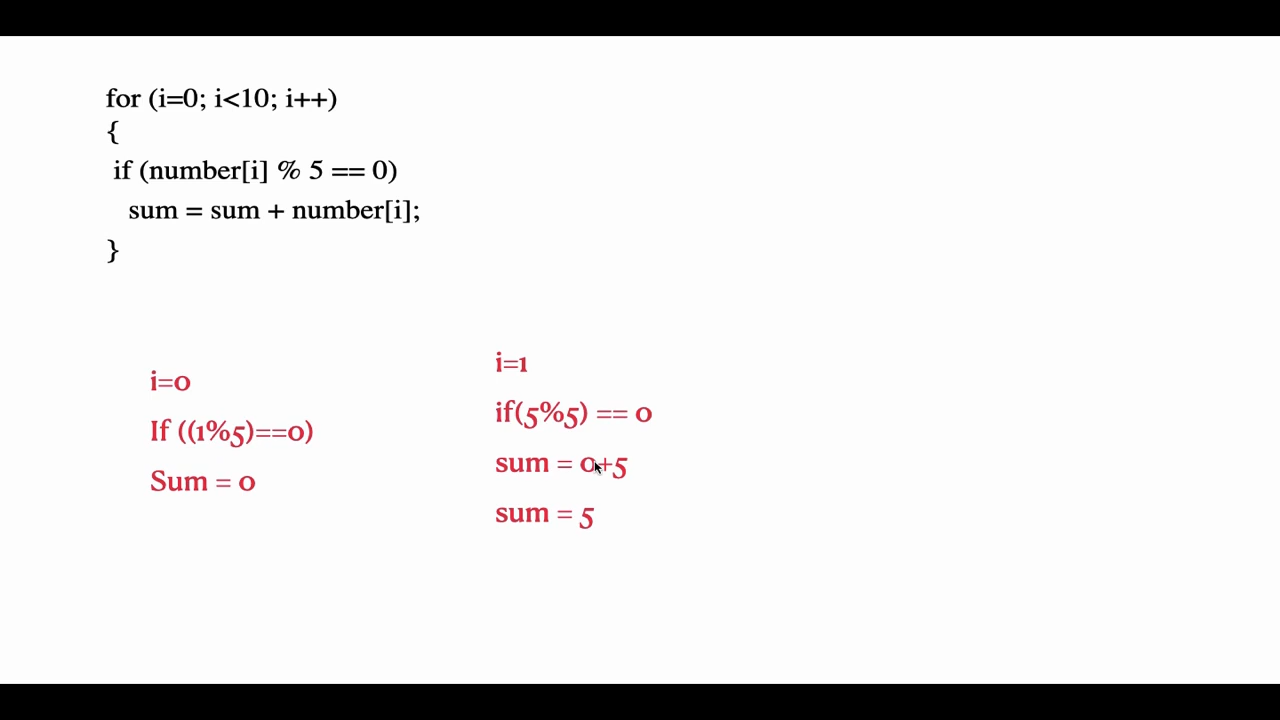 for (i=0; i<10; i++)
{
if (number[i] % 5 == 0)
sum = sum + number[i];
}
i=0
If ((1%5)==0)
Sum = 0
i=1
if(5%5) == 0
sum = 0+5
sum = 5